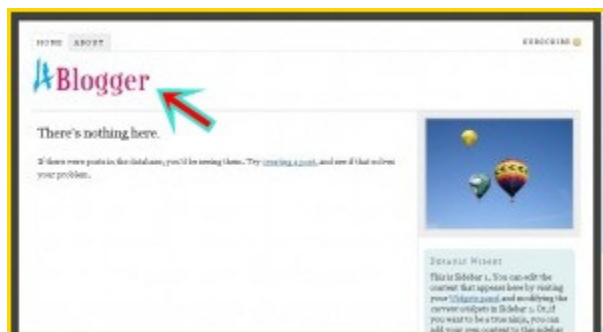 HOME ABOUT
SUBSCRIBE
Blogger
There's nothing here.
If there were posts in the database, you'd be seeing them. Try creating a post, and see if that solves
your problem.
Default Widget
This is Sidebar 1. You can edit the
content that appears here by visiting
your Widgets panel and modifying the
current widgets in Sidebar 1. Or, if
you want to be a true ninja, you can
add your own content to this sidebar